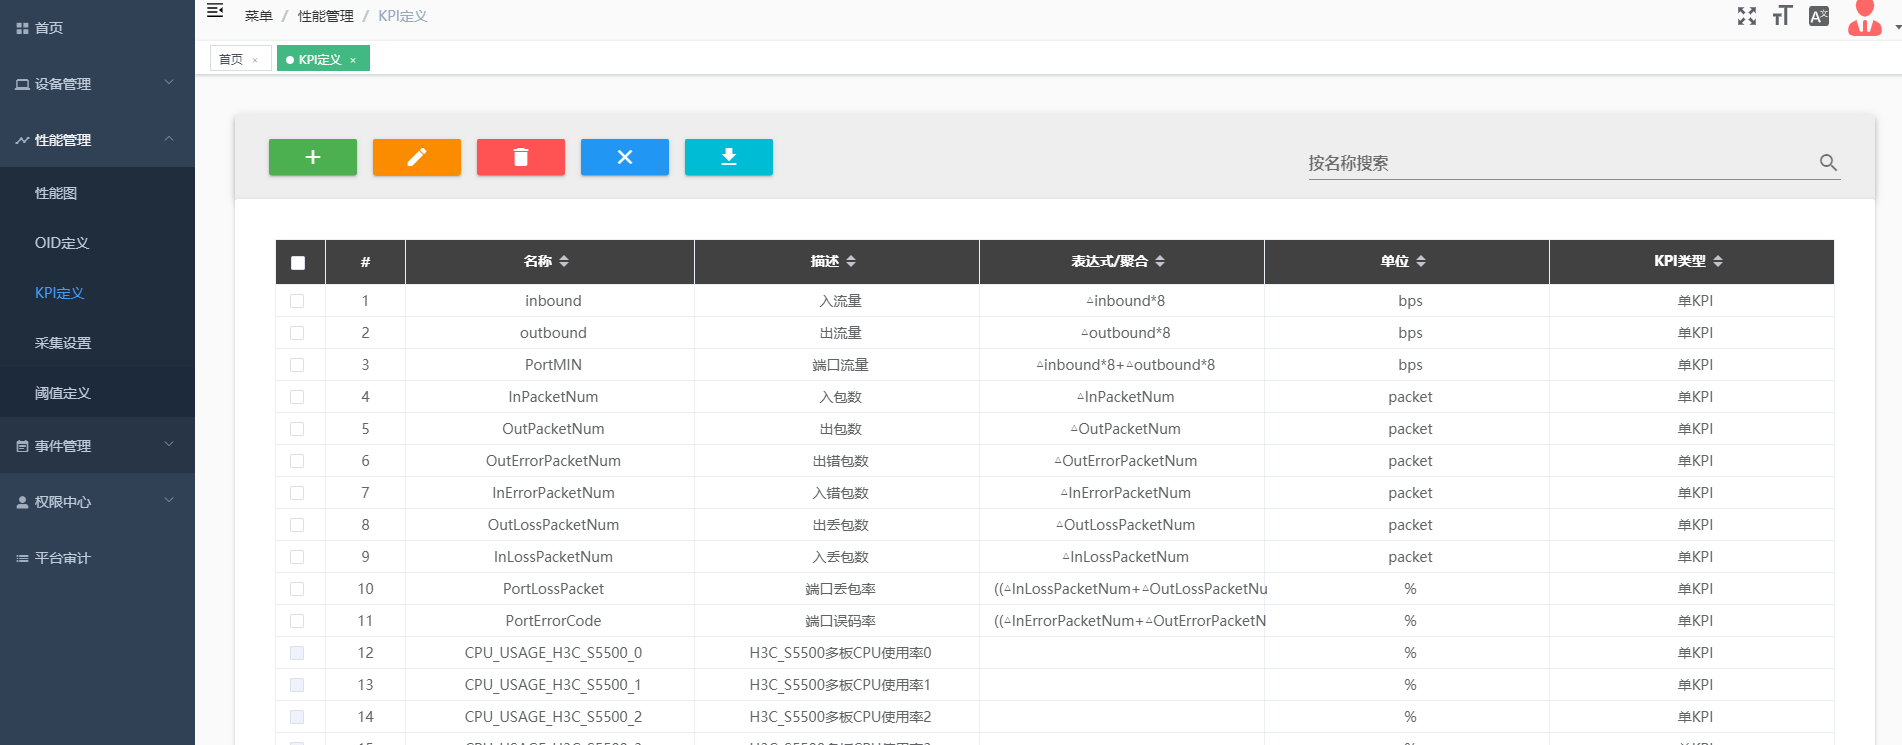 菜单 / 性能管理 / KPI定义
首页 ×
KPI定义 ×
首页
设备管理
性能管理
性能图
OID定义
KPI定义
采集设置
阈值定义
事件管理
权限中心
平台审计
按名称搜索
# 名称 描述 表达式/聚合 单位 KPI类型
1 inbound 入流量 △inbound*8 bps 单KPI
2 outbound 出流量 △outbound*8 bps 单KPI
3 PortMIN 端口流量 △inbound*8+△outbound*8 bps 单KPI
4 InPacketNum 入包数 △InPacketNum packet 单KPI
5 OutPacketNum 出包数 △OutPacketNum packet 单KPI
6 OutErrorPacketNum 出错包数 △OutErrorPacketNum packet 单KPI
7 InErrorPacketNum 入错包数 △InErrorPacketNum packet 单KPI
8 OutLossPacketNum 出丢包数 △OutLossPacketNum packet 单KPI
9 InLossPacketNum 入丢包数 △InLossPacketNum packet 单KPI
10 PortLossPacket 端口丢包率 ((△InLossPacketNum+△OutLossPacketNu % 单KPI
11 PortErrorCode 端口误码率 ((△InErrorPacketNum+△OutErrorPacketN % 单KPI
12 CPU_USAGE_H3C_S5500_0 H3C_S5500多板CPU使用率0 % 单KPI
13 CPU_USAGE_H3C_S5500_1 H3C_S5500多板CPU使用率1 % 单KPI
14 CPU_USAGE_H3C_S5500_2 H3C_S5500多板CPU使用率2 % 单KPI